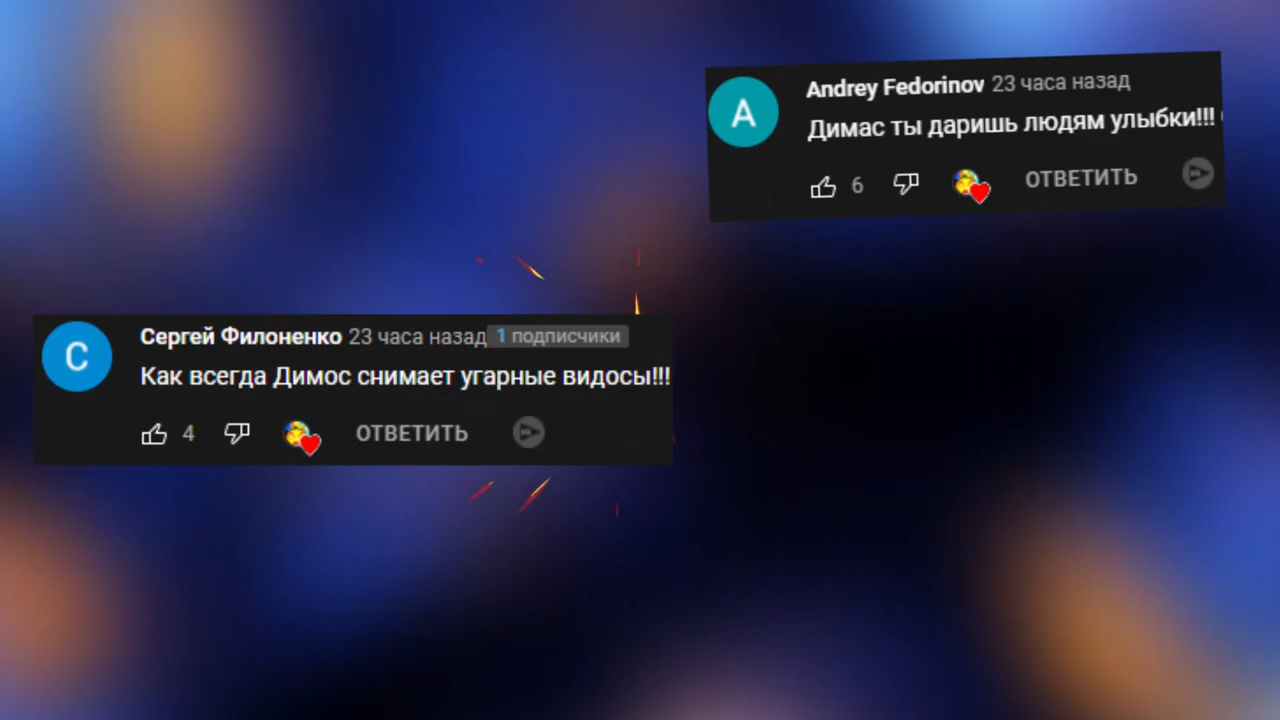 A
Andrey Fedorinov 23 часа назад
Димас ты даришь людям улыбки!!!
6 ОТВЕТИТЬ
С
Сергей Филоненко 23 часа назад 1 подписчики
Как всегда Димос снимает угарные видосы!!!
4 ОТВЕТИТЬ